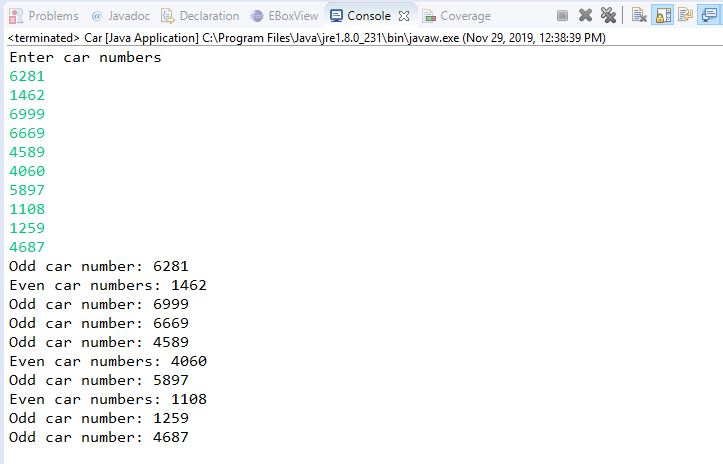 Problems @ Javadoc Declaration EBoxView Console Coverage
<terminated> Car [Java Application] C:\Program Files\Java\jre1.8.0_231\bin\javaw.exe (Nov 29, 2019, 12:38:39 PM)
Enter car numbers
6281
1462
6999
6669
4589
4060
5897
1108
1259
4687
Odd car number: 6281
Even car numbers: 1462
Odd car number: 6999
Odd car number: 6669
Odd car number: 4589
Even car numbers: 4060
Odd car number: 5897
Even car numbers: 1108
Odd car number: 1259
Odd car number: 4687